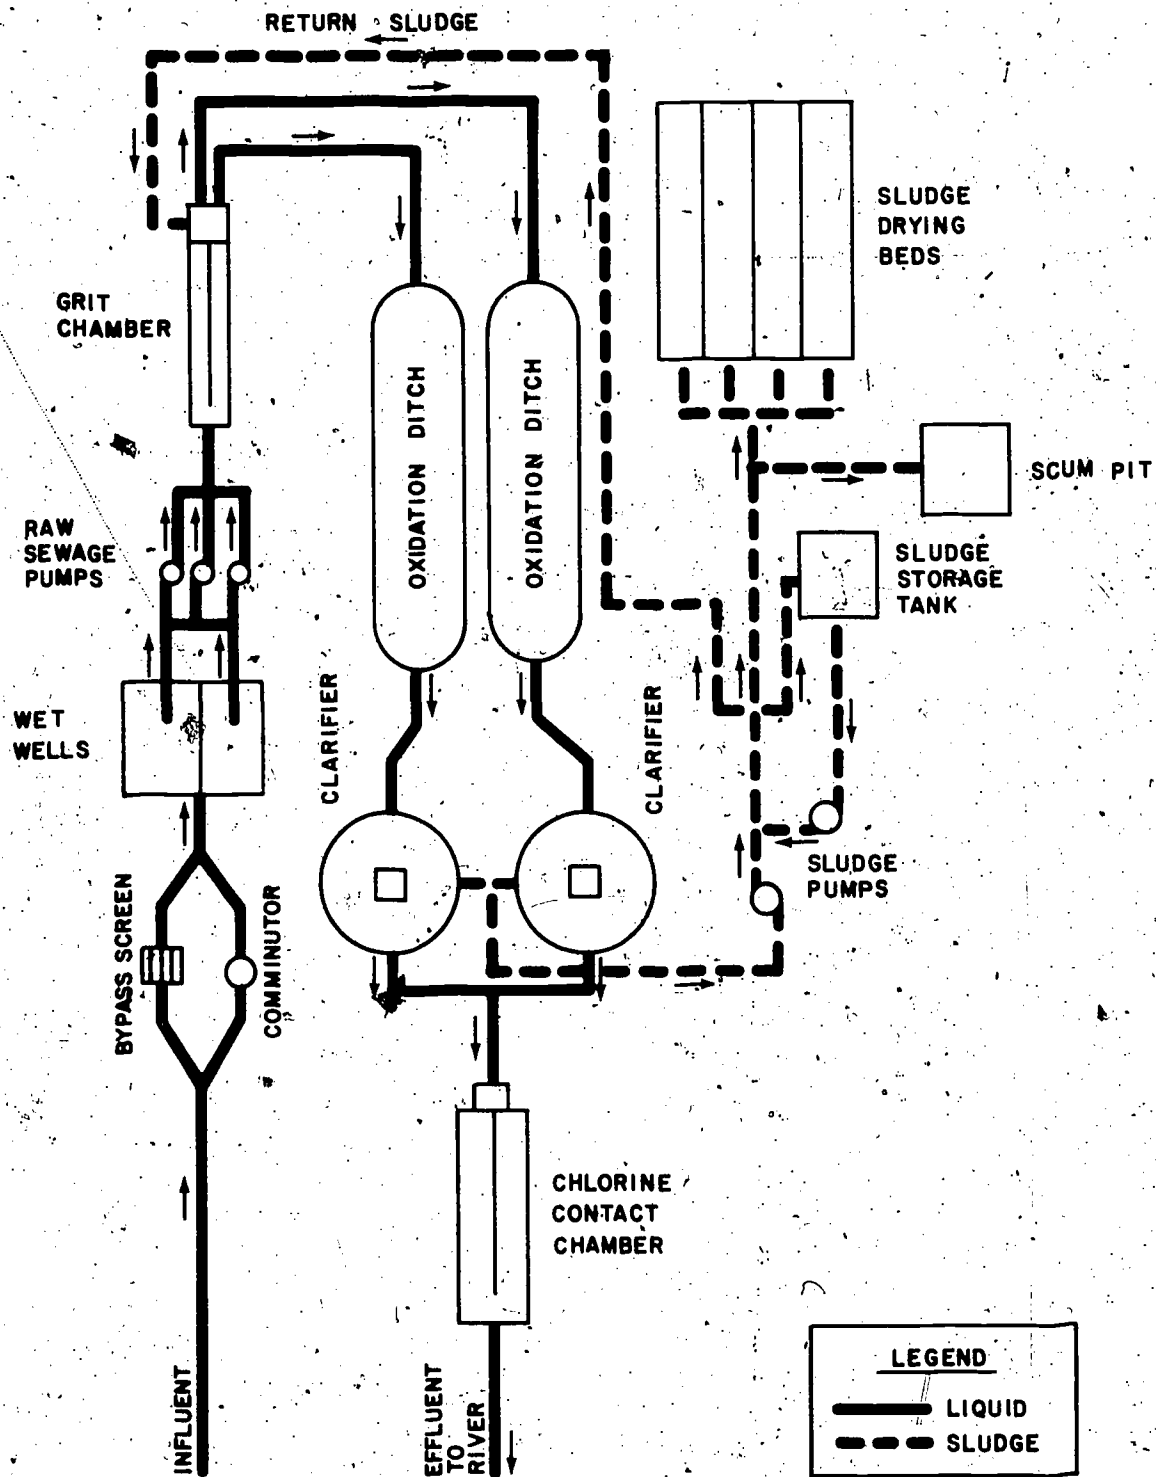 RETURN SLUDGE
SLUDGE
DRYING
BEDS
GRIT
CHAMBER
OXIDATION DITCH
OXIDATION DITCH
SCUM PIT
RAW
SEWAGE
PUMPS
SLUDGE
STORAGE
TANK
WET
WELLS
CLARIFIER
CLARIFIER
SLUDGE
PUMPS
BYPASS SCREEN
COMMINUTOR
CHLORINE
CONTACT
CHAMBER
INFLUENT
EFFLUENT
TO
RIVER
LEGEND
LIQUID
SLUDGE